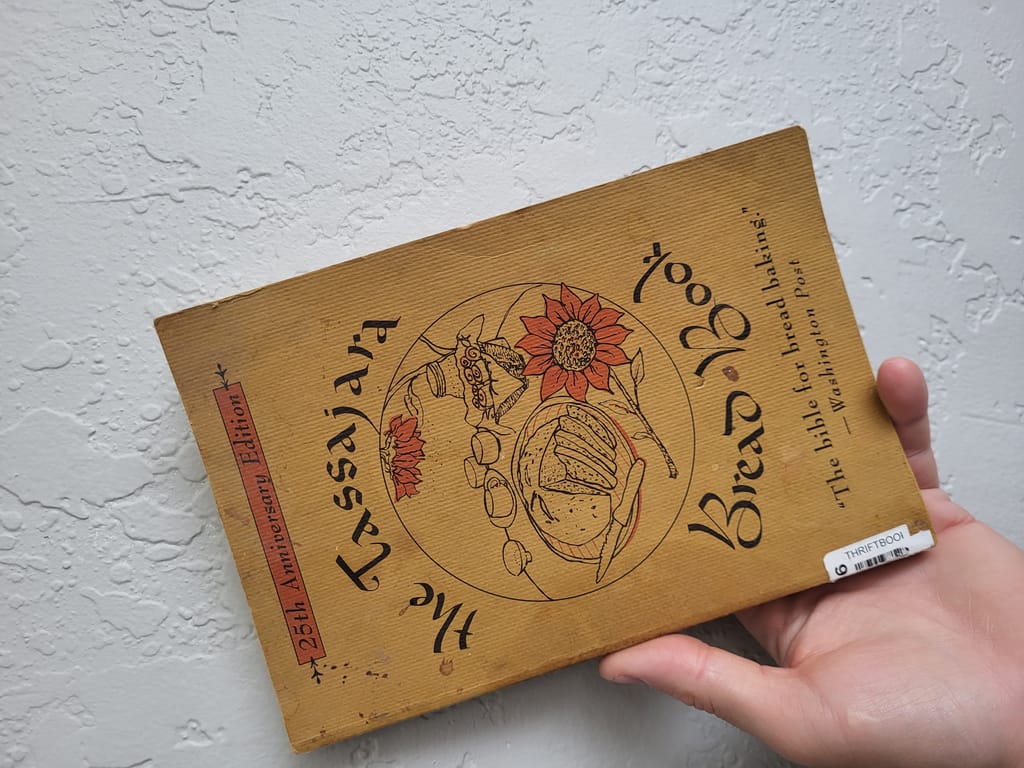 25th Anniversary Edition
the Tassajara
Bread Book
"The bible for bread baking."
—Washington Post
6
THRIFTBOO